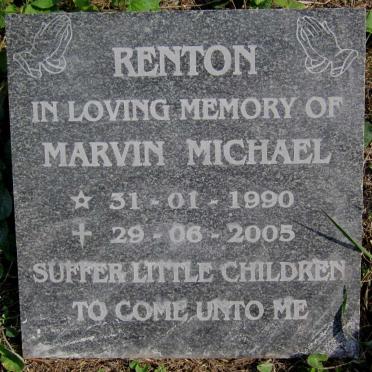 RENTON
IN LOVING MEMORY OF
MARVIN MICHAEL
☆ 31 - 01 - 1990
† 29 - 06 - 2005
SUFFER LITTLE CHILDREN
TO COME UNTO ME